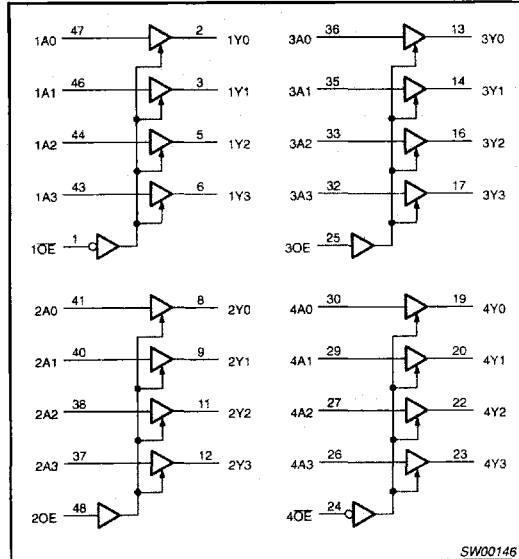 1A0 47 2 1Y0
1A1 46 3 1Y1
1A2 44 5 1Y2
1A3 43 6 1Y3
1O̅E̅ 1
3A0 36 13 3Y0
3A1 35 14 3Y1
3A2 33 16 3Y2
3A3 32 17 3Y3
3OE 25
2A0 41 8 2Y0
2A1 40 9 2Y1
2A2 38 11 2Y2
2A3 37 12 2Y3
2OE 48
4A0 30 19 4Y0
4A1 29 20 4Y1
4A2 27 22 4Y2
4A3 26 23 4Y3
4O̅E̅ 24
SW00146